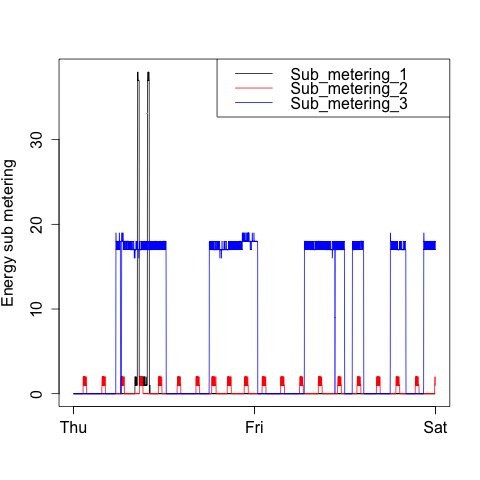 Sub_metering_1
Sub_metering_2
Sub_metering_3
Energy sub metering
30
20
10
0
Thu
Fri
Sat